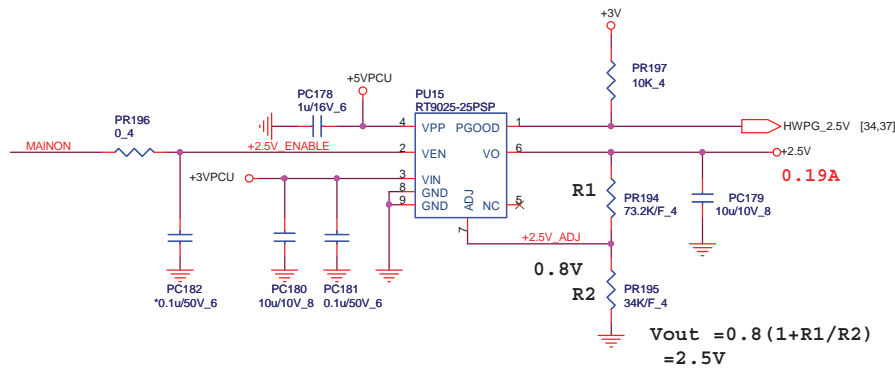 +3V
PR197
10K_4
+5VPCU
PC178
1u/16V_6
PU15
RT9025-25PSP
PR196
0_4
4 VPP PGOOD 1
HWPG_2.5V [34,37]
MAINON
+2.5V_ENABLE
2 VEN VO 6
+2.5V
0.19A
+3VPCU
3 VIN
8 GND
9 GND
ADJ
NC 5
7
R1
PR194
73.2K/F_4
PC179
10u/10V_8
+2.5V_ADJ
0.8V
R2
PR195
34K/F_4
PC182
*0.1u/50V_6
PC180
10u/10V_8
PC181
0.1u/50V_6
Vout =0.8(1+R1/R2)
=2.5V